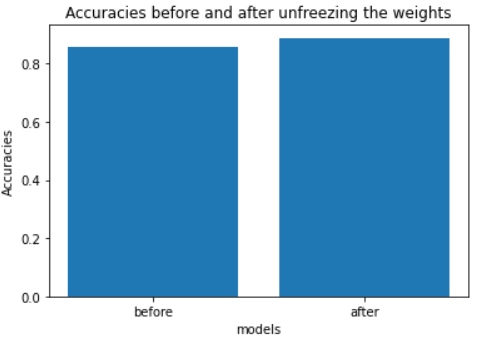 Accuracies before and after unfreezing the weights
Accuracies
0.8
0.6
0.4
0.2
0.0
before after
models